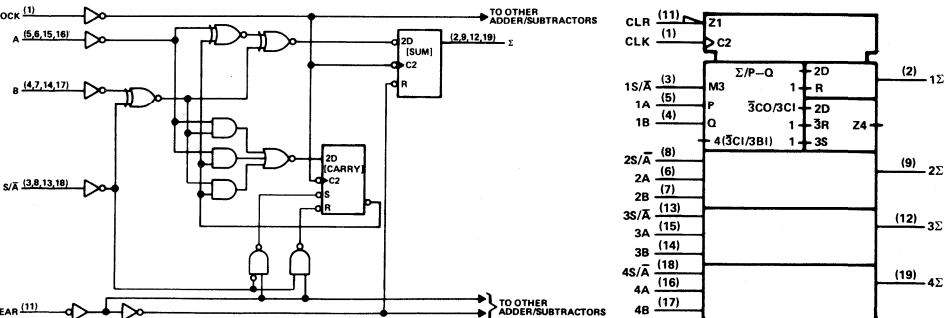 OCK (1)
TO OTHER
ADDER/SUBTRACTORS
A (5,6,15,16)
B (4,7,14,17)
S/A̅ (3,8,13,18)
EAR (11)
2D
[SUM]
C2
R
(2,9,12,19)
Σ
2D
[CARRY]
C2
S
R
TO OTHER
ADDER/SUBTRACTORS
CLR (11)
Z1
CLK (1)
C2
Σ/P–Q
2D
1
R
(2)
1Σ
1S/A̅ (3)
M3
1A (5)
P
3̅CO/3CI
2D
1B (4)
Q
1
3̅R
Z4
4(3̅CI/3BI)
1
3S
2S/A̅ (8)
2A (6)
2B (7)
(9)
2Σ
3S/A̅ (13)
3A (15)
3B (14)
(12)
3Σ
4S/A̅ (18)
4A (16)
4B (17)
(19)
4Σ